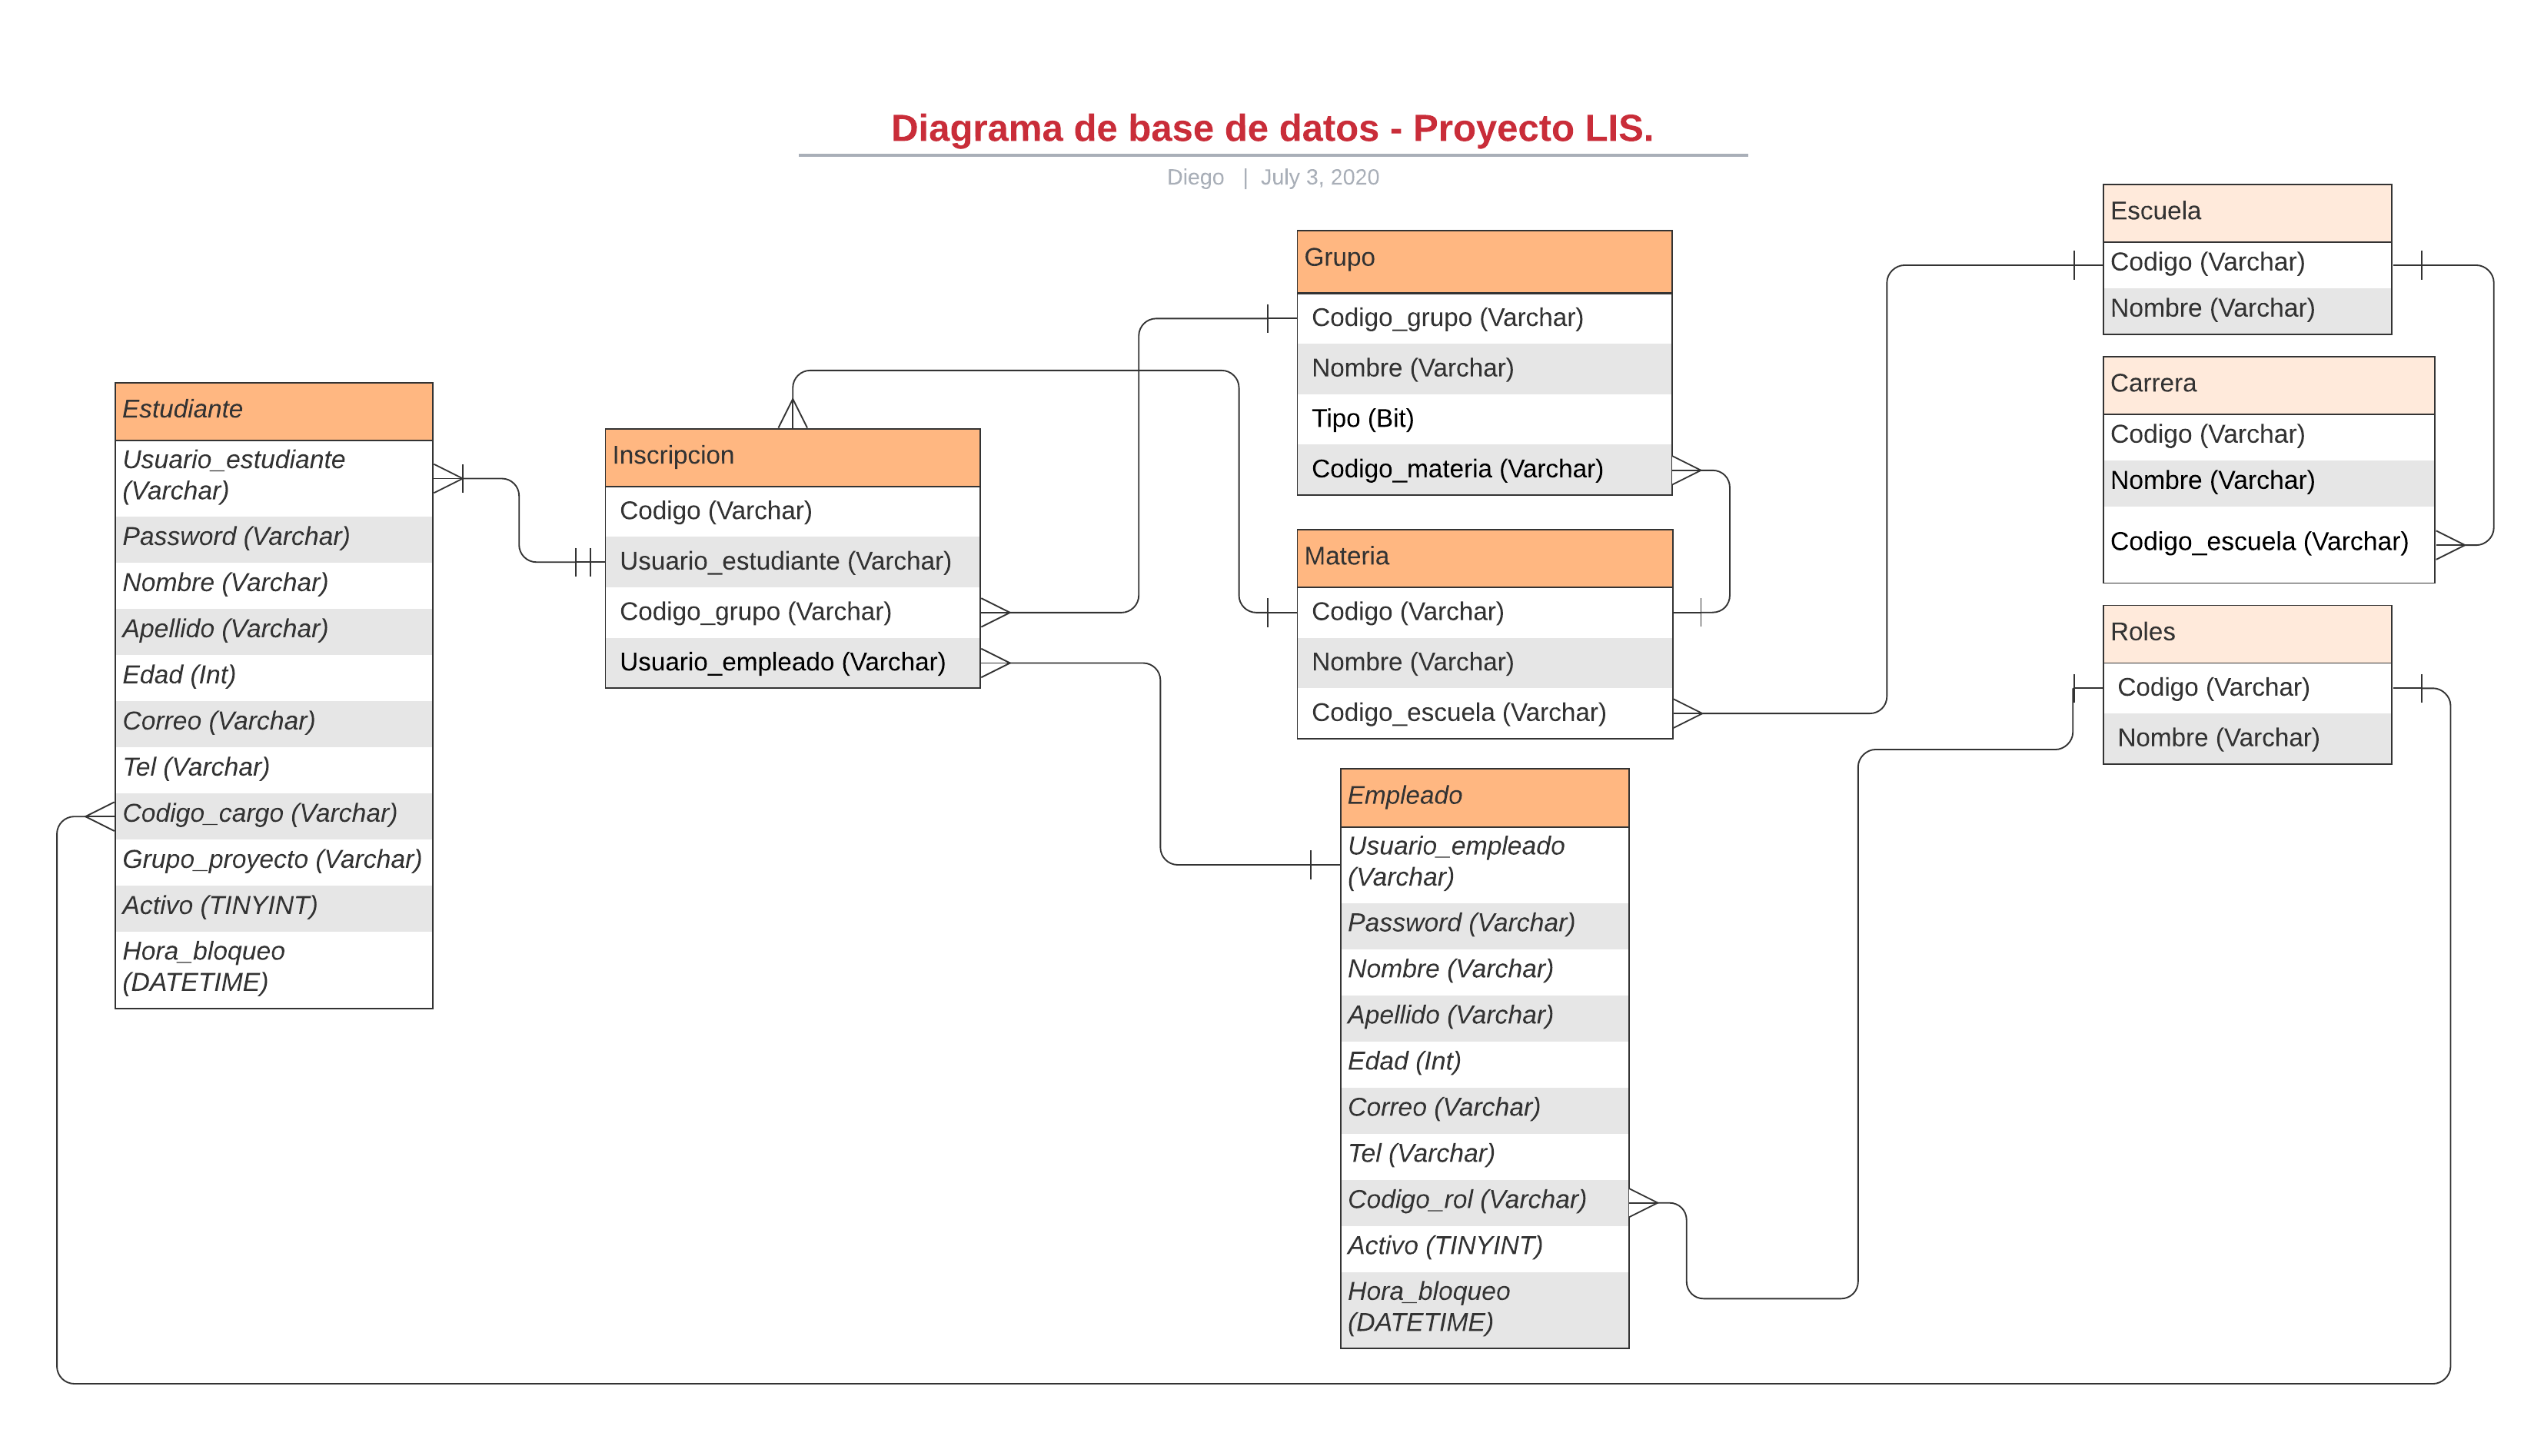 Diagrama de base de datos - Proyecto LIS.
Diego | July 3, 2020
Estudiante
Usuario_estudiante
(Varchar)
Password (Varchar)
Nombre (Varchar)
Apellido (Varchar)
Edad (Int)
Correo (Varchar)
Tel (Varchar)
Codigo_cargo (Varchar)
Grupo_proyecto (Varchar)
Activo (TINYINT)
Hora_bloqueo
(DATETIME)
Inscripcion
Codigo (Varchar)
Usuario_estudiante (Varchar)
Codigo_grupo (Varchar)
Usuario_empleado (Varchar)
Grupo
Codigo_grupo (Varchar)
Nombre (Varchar)
Tipo (Bit)
Codigo_materia (Varchar)
Materia
Codigo (Varchar)
Nombre (Varchar)
Codigo_escuela (Varchar)
Empleado
Usuario_empleado
(Varchar)
Password (Varchar)
Nombre (Varchar)
Apellido (Varchar)
Edad (Int)
Correo (Varchar)
Tel (Varchar)
Codigo_rol (Varchar)
Activo (TINYINT)
Hora_bloqueo
(DATETIME)
Escuela
Codigo (Varchar)
Nombre (Varchar)
Carrera
Codigo (Varchar)
Nombre (Varchar)
Codigo_escuela (Varchar)
Roles
Codigo (Varchar)
Nombre (Varchar)